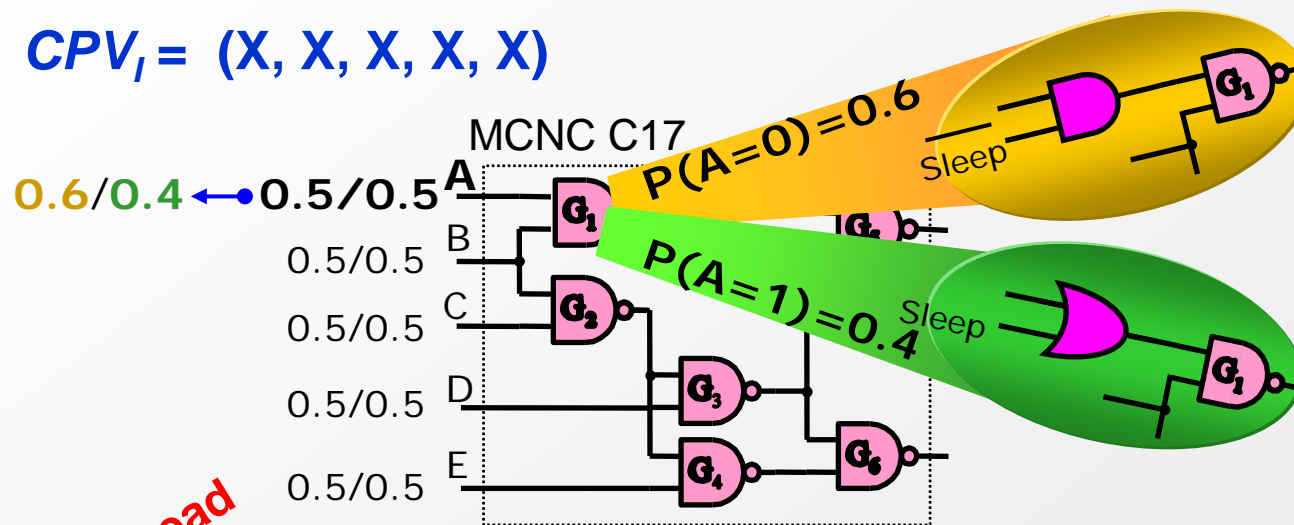 CPVI = (X, X, X, X, X)
MCNC C17
P(A=0)=0.6
G1
Sleep
0.6/0.4
0.5/0.5
A
G1
B
0.5/0.5
P(A=1)=0.4
G2
C
0.5/0.5
Sleep
G1
G3
D
0.5/0.5
G4
G6
E
0.5/0.5